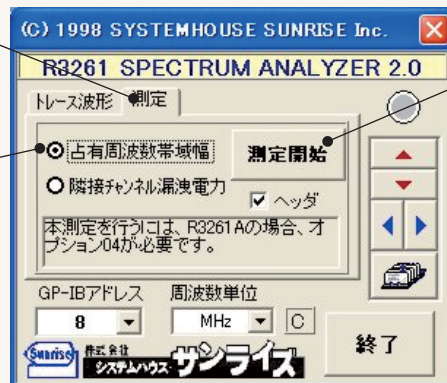 (C) 1998 SYSTEMHOUSE SUNRISE Inc.
R3261 SPECTRUM ANALYZER 2.0
トレース波形 測定
占有周波数帯域幅
測定開始
隣接チャンネル漏洩電力
ヘッダ
本測定を行うには、R3261Aの場合、オ
プション04が必要です。
GP-IBアドレス 周波数単位
8 MHz C
終了
Sunrise 株式会社 システムハウス サンライズ